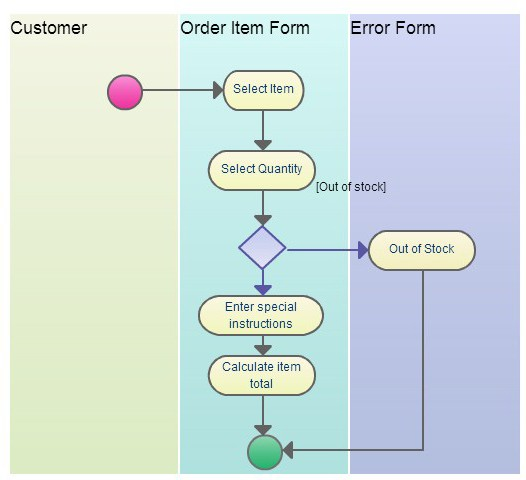 Customer
Order Item Form
Error Form
Select Item
Select Quantity
[Out of stock]
Out of Stock
Enter special
instructions
Calculate item
total